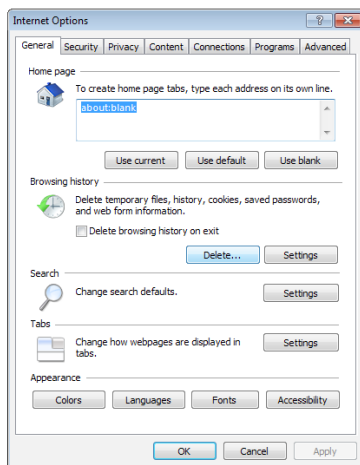 Internet Options
General Security Privacy Content Connections Programs Advanced
Home page
To create home page tabs, type each address on its own line.
about:blank
Use current Use default Use blank
Browsing history
Delete temporary files, history, cookies, saved passwords,
and web form information.
Delete browsing history on exit
Delete... Settings
Search
Change search defaults. Settings
Tabs
Change how webpages are displayed in
tabs. Settings
Appearance
Colors Languages Fonts Accessibility
OK Cancel Apply